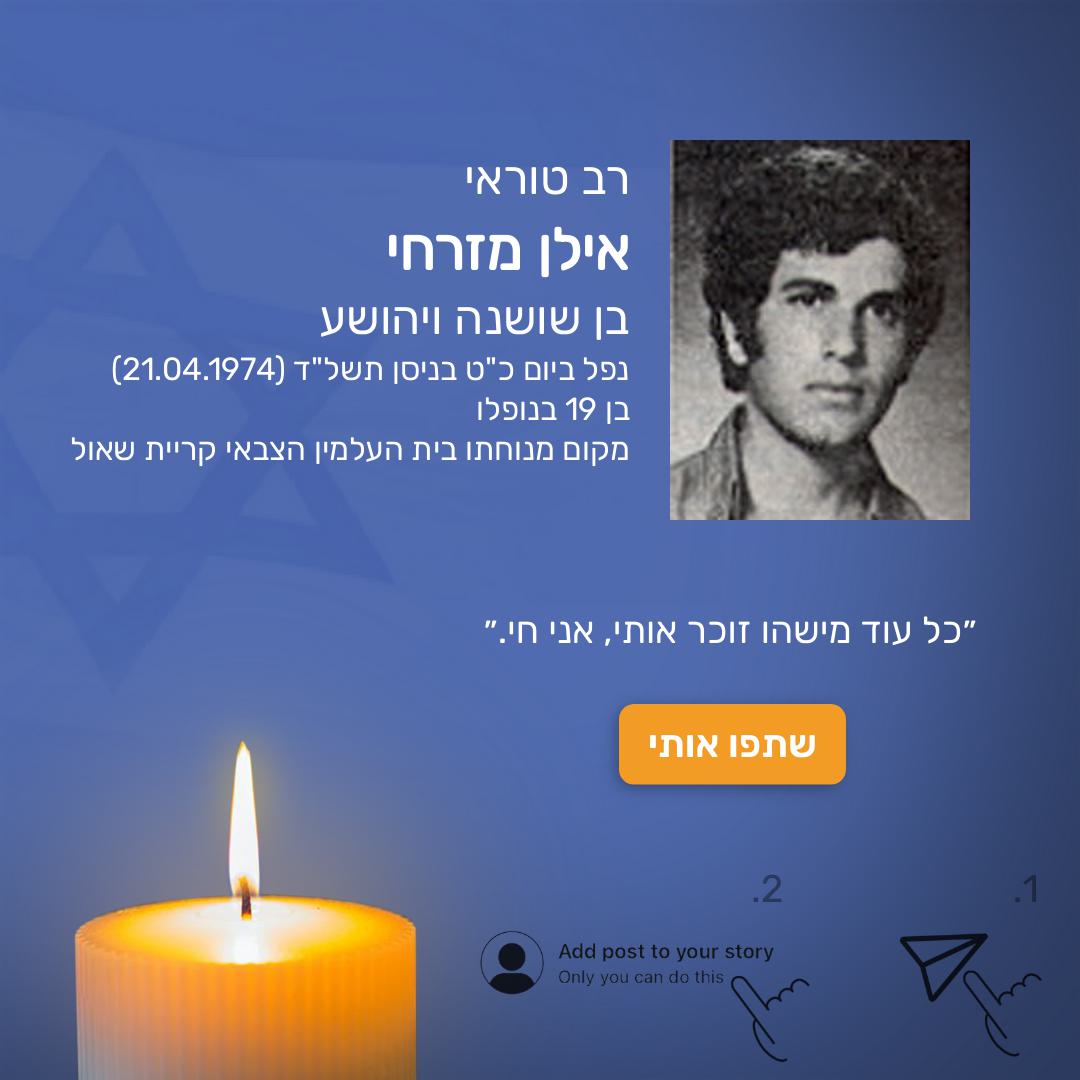 רב טוראי
אילן מזרחי
בן שושנה ויהושע
נפל ביום כ"ט בניסן תשל"ד (21.04.1974)
בן 19 בנופלו
מקום מנוחתו בית העלמין הצבאי קריית שאול
״כל עוד מישהו זוכר אותי, אני חי.״
שתפו אותי
.1
.2
Add post to your story
Only you can do this